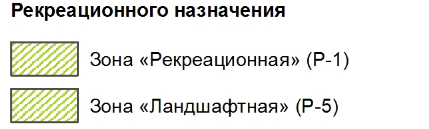 Рекреационного назначения
Зона «Рекреационная» (Р-1)
Зона «Ландшафтная» (Р-5)